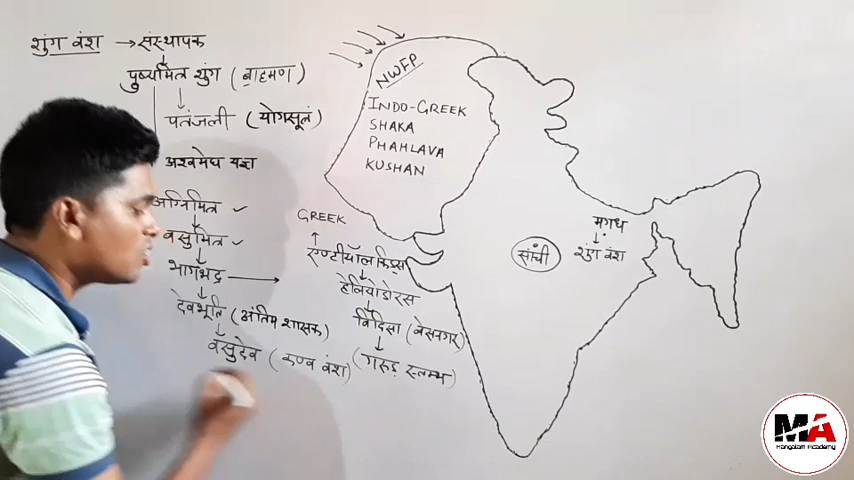 शुंग वंश → संस्थापक
पुष्यमित्र शुंग (ब्राहमण)
पतंजली (योगसूत्रं)
अश्वमेघ यज्ञ
अग्निमित्र ✓
वसुमित्र ✓
भागभद्र →
देवभूति (अंतिम शासक)
वसुदेव (कण्व वंश)
GREEK
एण्टीयॉलकिड्स
हेलियोडोरस
विदिसा (बेसनगर)
(गरुड़ स्तम्भ)
NWFP
INDO-GREEK
SHAKA
PHAHLAVA
KUSHAN
सांची
मगध
शुंग वंश
MA
Mangalam Academy